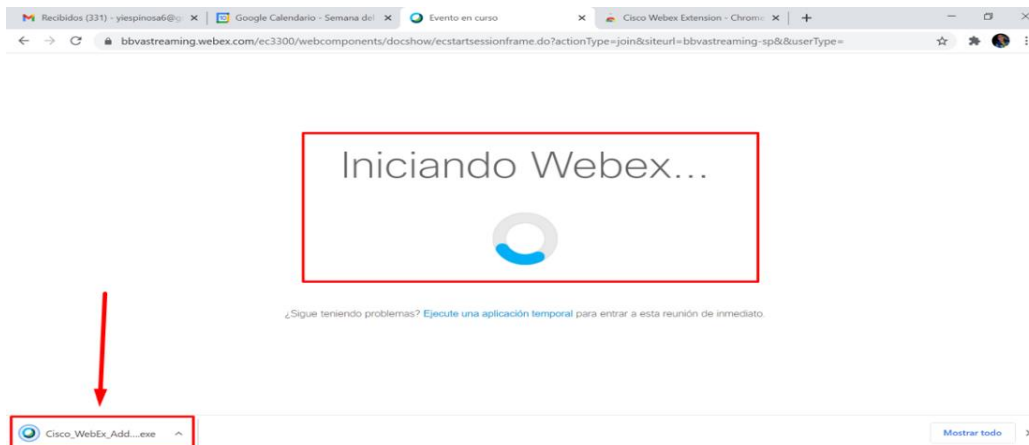 Recibidos (331) - yiespinosa6@g
Google Calendario - Semana del
Evento en curso
Cisco Webex Extension - Chrom
bbvastreaming.webex.com/ec3300/webcomponents/docshow/ecstartsessionframe.do?actionType=join&siteurl=bbvastreaming-sp&&userType=
Iniciando Webex...
¿Sigue teniendo problemas? Ejecute una aplicación temporal para entrar a esta reunión de inmediato.
Cisco_WebEx_Add....exe
Mostrar todo